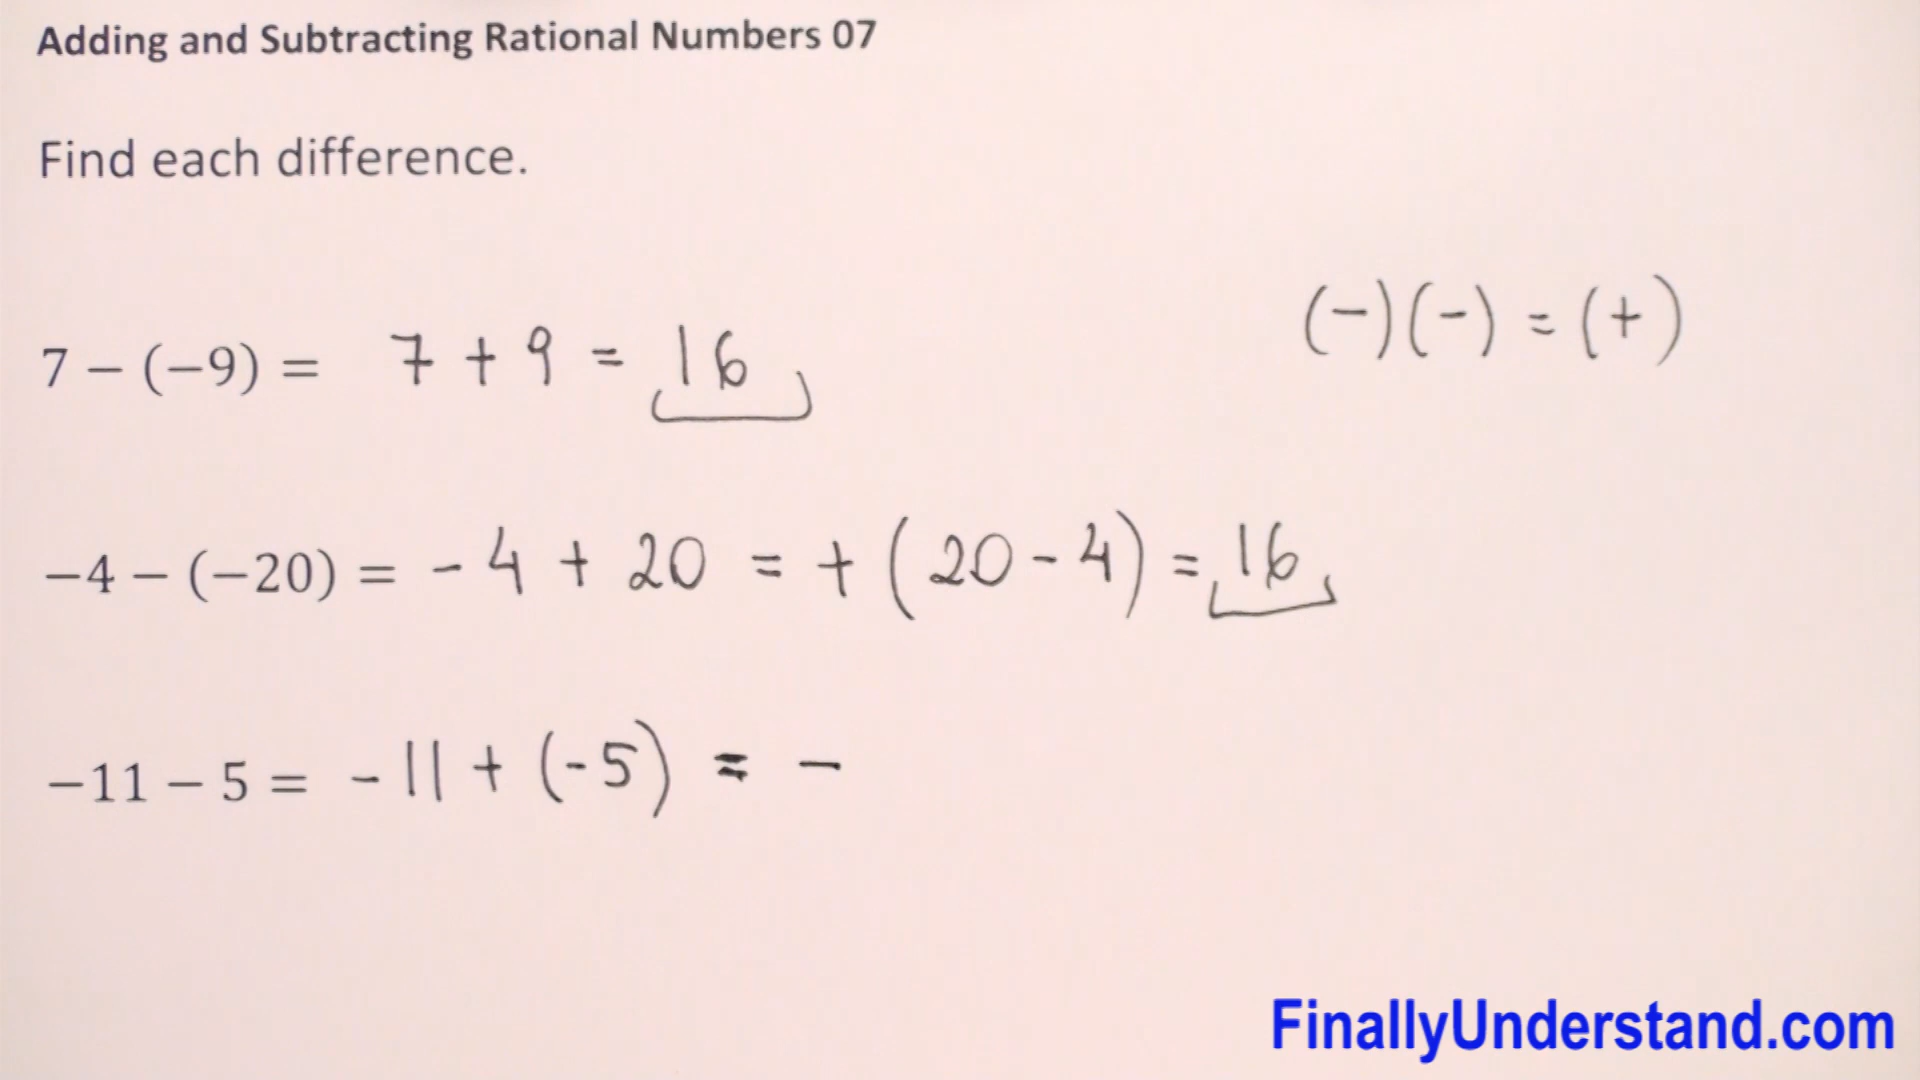 Adding and Subtracting Rational Numbers 07
Find each difference.
(-)(-) = (+)
7 − (−9) = 7 + 9 = 16
−4 − (−20) = - 4 + 20 = + (20 - 4) = 16
−11 − 5 = - 11 + (-5) = -
FinallyUnderstand.com